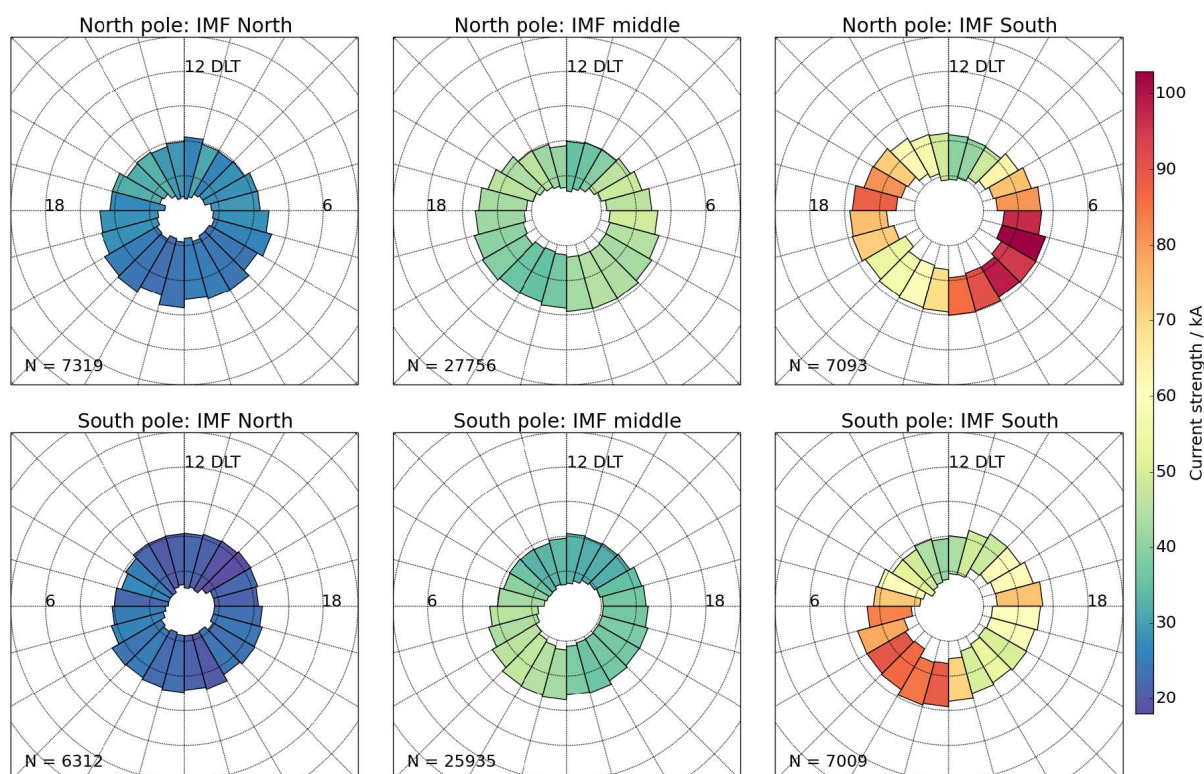 North pole: IMF North
North pole: IMF middle
North pole: IMF South
12 DLT
12 DLT
12 DLT
18
6
18
6
18
6
N = 7319
N = 27756
N = 7093
South pole: IMF North
South pole: IMF middle
South pole: IMF South
12 DLT
12 DLT
12 DLT
6
18
6
18
6
18
N = 6312
N = 25935
N = 7009
100
90
80
70
60
50
40
30
20
Current strength / kA